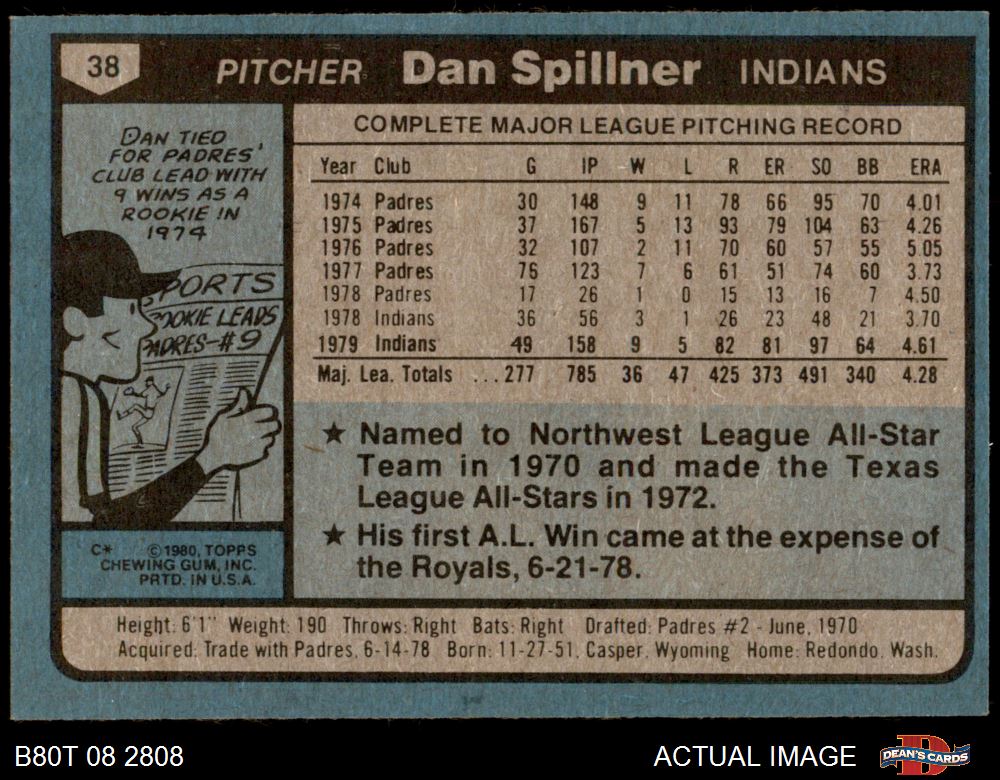 38 PITCHER Dan Spillner INDIANS
DAN TIED
FOR PADRES'
CLUB LEAD WITH
9 WINS AS A
ROOKIE IN
1974
SPORTS
ROOKIE LEADS
PADRES-#9
C* ©1980, TOPPS
CHEWING GUM, INC.
PRTD. IN U.S.A.
COMPLETE MAJOR LEAGUE PITCHING RECORD
Year Club G IP W L R ER SO BB ERA
1974 Padres 30 148 9 11 78 66 95 70 4.01
1975 Padres 37 167 5 13 93 79 104 63 4.26
1976 Padres 32 107 2 11 70 60 57 55 5.05
1977 Padres 76 123 7 6 61 51 74 60 3.73
1978 Padres 17 26 1 0 15 13 16 7 4.50
1978 Indians 36 56 3 1 26 23 48 21 3.70
1979 Indians 49 158 9 5 82 81 97 64 4.61
Maj. Lea. Totals ...277 785 36 47 425 373 491 340 4.28
★ Named to Northwest League All-Star
Team in 1970 and made the Texas
League All-Stars in 1972.
★ His first A.L. Win came at the expense of
the Royals, 6-21-78.
Height: 6'1" Weight: 190 Throws: Right Bats: Right Drafted: Padres #2 - June, 1970
Acquired: Trade with Padres, 6-14-78 Born: 11-27-51, Casper, Wyoming Home: Redondo, Wash.
B80T 08 2808 ACTUAL IMAGE DEAN'S CARDS